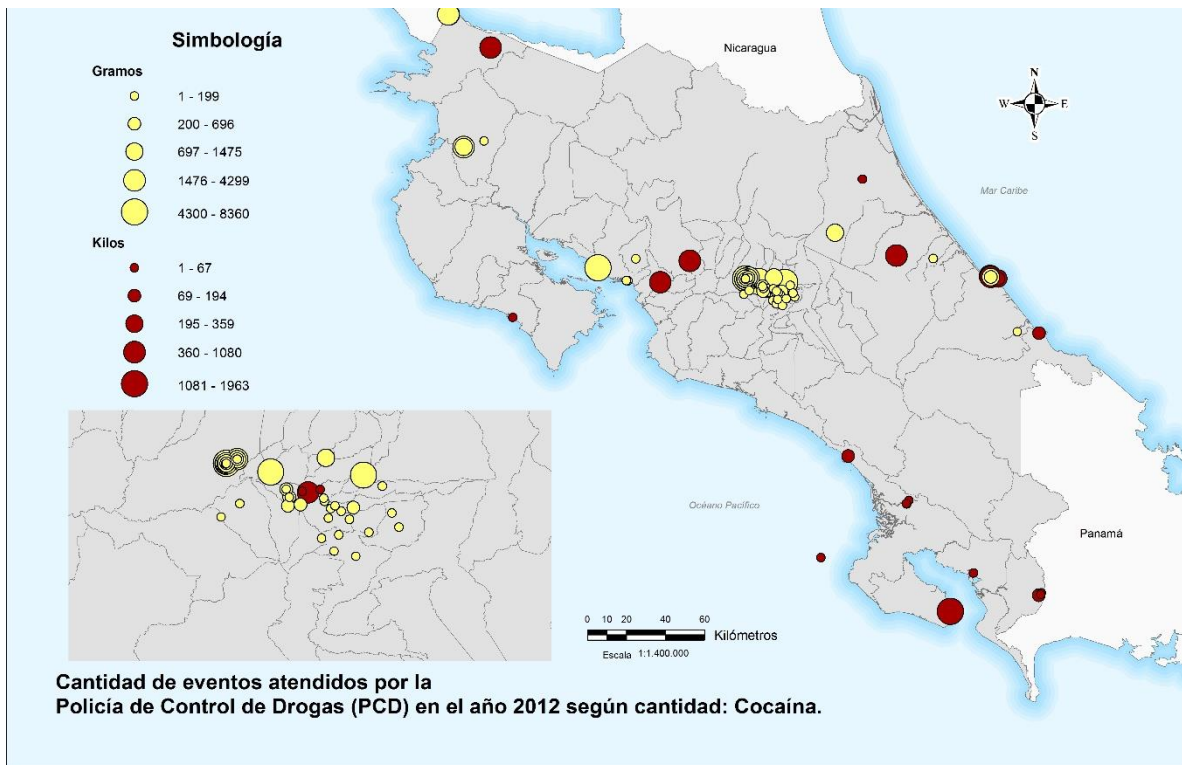 Simbología
Gramos
1 - 199
200 - 696
697 - 1475
1476 - 4299
4300 - 8360
Kilos
1 - 67
69 - 194
195 - 359
360 - 1080
1081 - 1963
Nicaragua
N
W E
S
Mar Caribe
Océano Pacífico
Panamá
0 10 20 40 60
Kilómetros
Escala 1:1.400.000
Cantidad de eventos atendidos por la
Policía de Control de Drogas (PCD) en el año 2012 según cantidad: Cocaína.